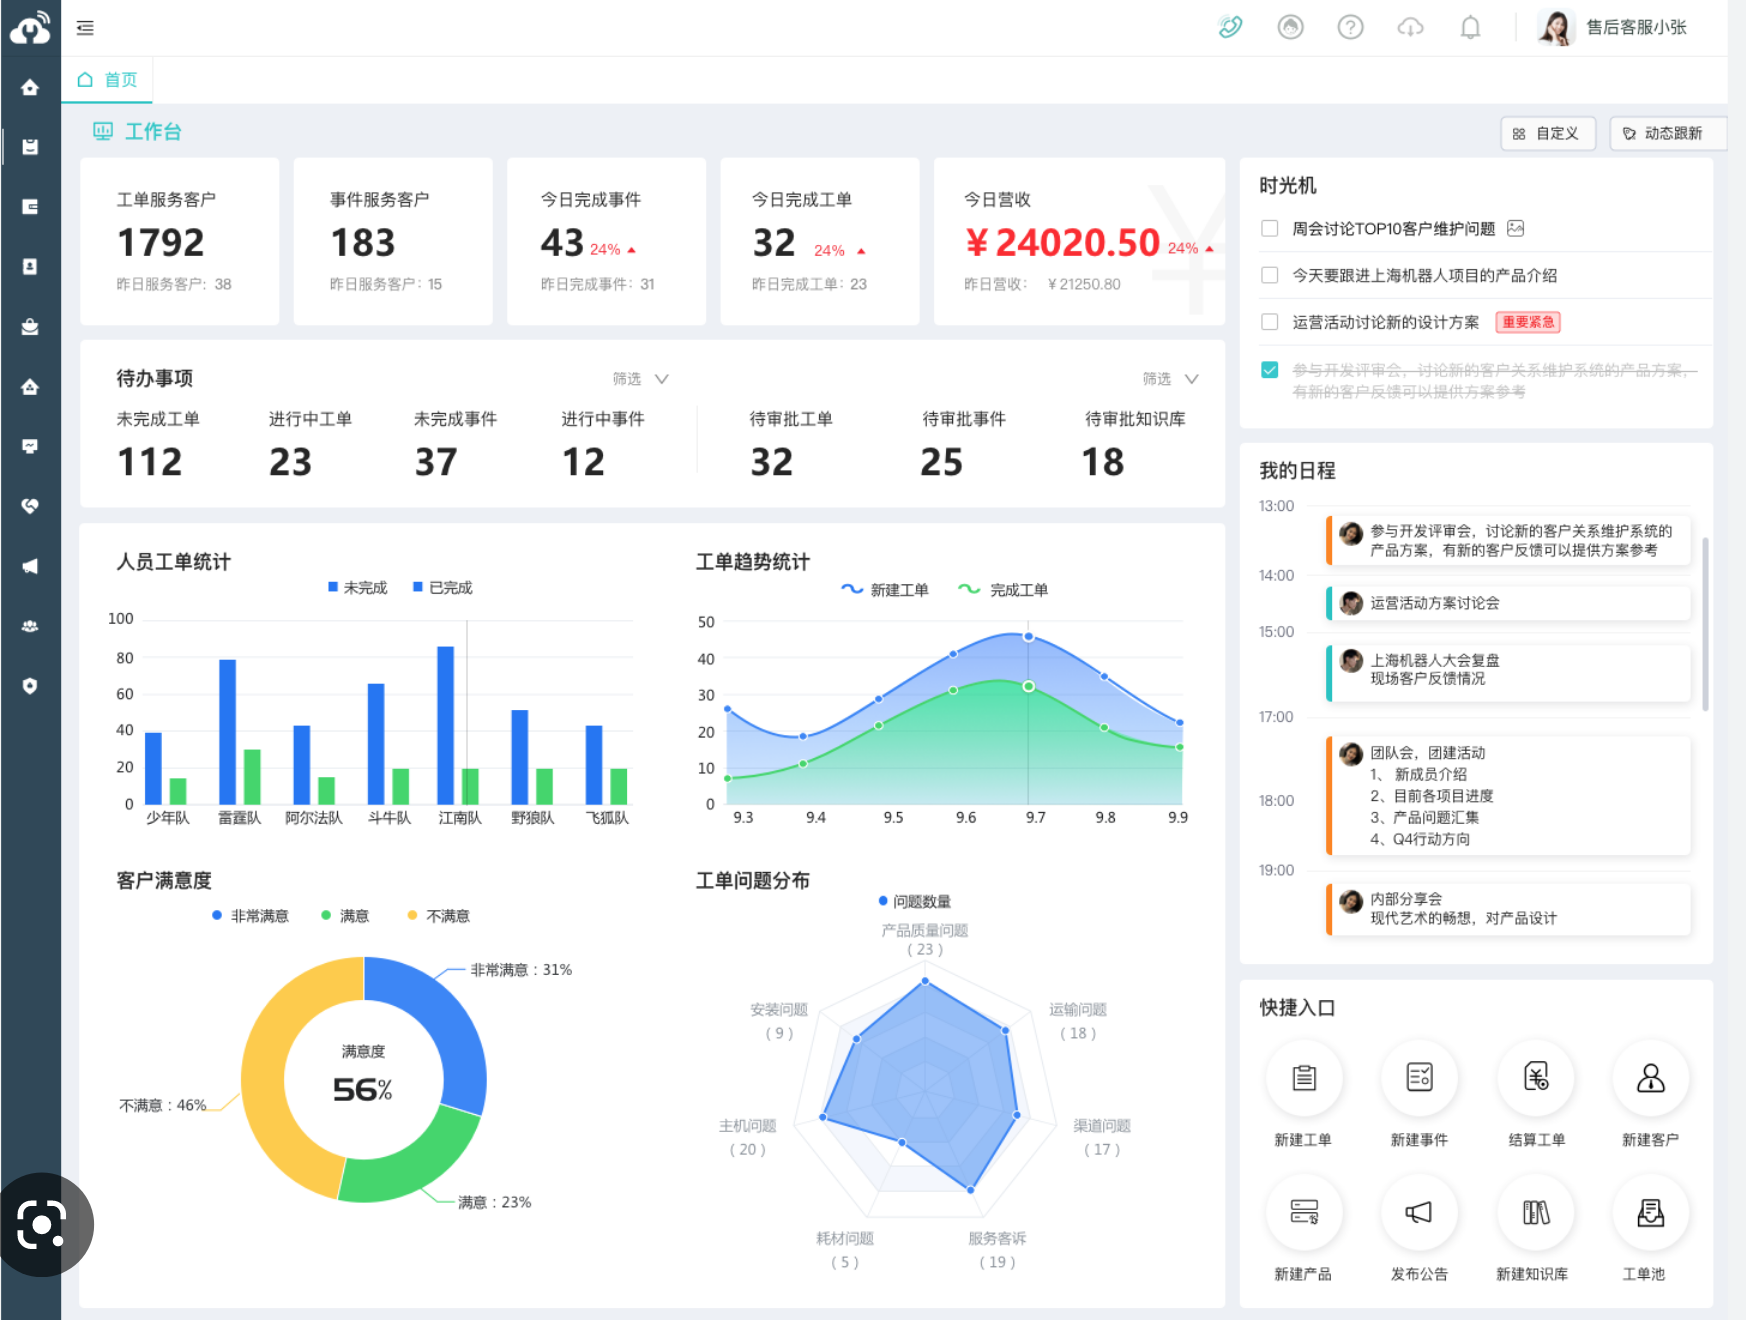 售后客服小张
首页
工作台
自定义
动态跟新
工单服务客户
1792
昨日服务客户: 38
事件服务客户
183
昨日服务客户: 15
今日完成事件
43 24%
昨日完成事件: 31
今日完成工单
32 24%
昨日完成工单: 23
今日营收
¥ 24020.50 24%
昨日营收: ¥ 21250.80
待办事项
筛选
筛选
未完成工单
112
进行中工单
23
未完成事件
37
进行中事件
12
待审批工单
32
待审批事件
25
待审批知识库
18
人员工单统计
未完成 已完成
100
80
60
40
20
0
少年队 雷霆队 阿尔法队 斗牛队 江南队 野狼队 飞狐队
工单趋势统计
新建工单 完成工单
50
40
30
20
10
0
9.3 9.4 9.5 9.6 9.7 9.8 9.9
客户满意度
非常满意 满意 不满意
非常满意：31%
满意度
56%
不满意：46%
满意：23%
工单问题分布
问题数量
产品质量问题
( 23 )
安装问题
( 9 )
运输问题
( 18 )
主机问题
( 20 )
渠道问题
( 17 )
耗材问题
( 5 )
服务客诉
( 19 )
时光机
周会讨论TOP10客户维护问题
今天要跟进上海机器人项目的产品介绍
运营活动讨论新的设计方案 重要紧急
参与开发评审会，讨论新的客户关系维护系统的产品方案，
有新的客户反馈可以提供方案参考
我的日程
13:00
参与开发评审会，讨论新的客户关系维护系统的
产品方案，有新的客户反馈可以提供方案参考
14:00
运营活动方案讨论会
15:00
上海机器人大会复盘
现场客户反馈情况
17:00
团队会，团建活动
1、 新成员介绍
2、目前各项目进度
18:00
3、产品问题汇集
4、Q4行动方向
19:00
内部分享会
现代艺术的畅想，对产品设计
快捷入口
新建工单 新建事件 结算工单 新建客户
新建产品 发布公告 新建知识库 工单池